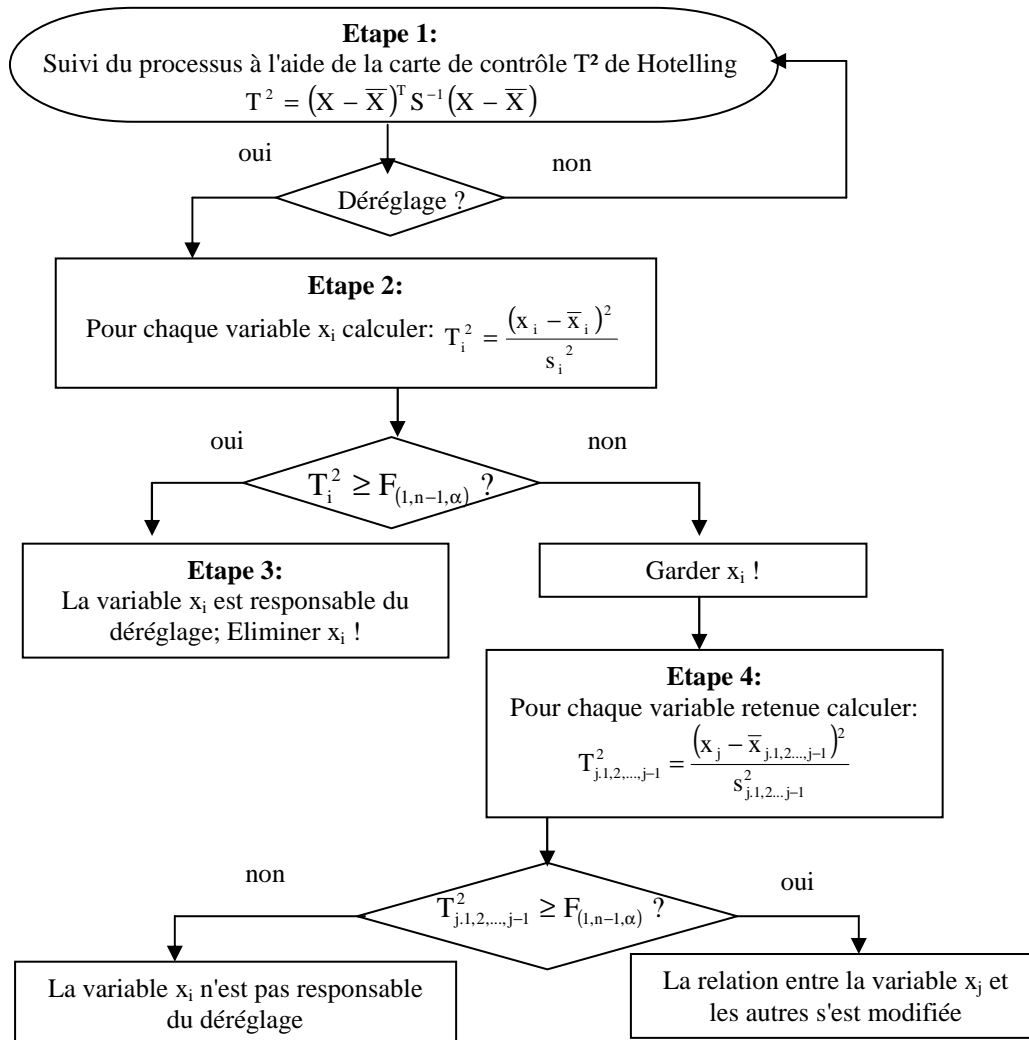 Etape 1:
Suivi du processus à l'aide de la carte de contrôle T² de Hotelling
T² = (X − X̅)ᵀ S⁻¹ (X − X̅)
oui
non
Déréglage ?
Etape 2:
Pour chaque variable xᵢ calculer: Tᵢ² = (xᵢ − x̅ᵢ)² / sᵢ²
oui
non
Tᵢ² ≥ F₍₁,ₙ₋₁,α₎ ?
Etape 3:
La variable xᵢ est responsable du
déréglage; Eliminer xᵢ !
Garder xᵢ !
Etape 4:
Pour chaque variable retenue calculer:
T²_{j.1,2,...,j−1} = (x_j − x̅_{j.1,2...,j−1})² / s²_{j.1,2...j−1}
non
oui
T²_{j.1,2,...,j−1} ≥ F₍₁,ₙ₋₁,α₎ ?
La variable xᵢ n'est pas responsable
du déréglage
La relation entre la variable xⱼ et
les autres s'est modifiée